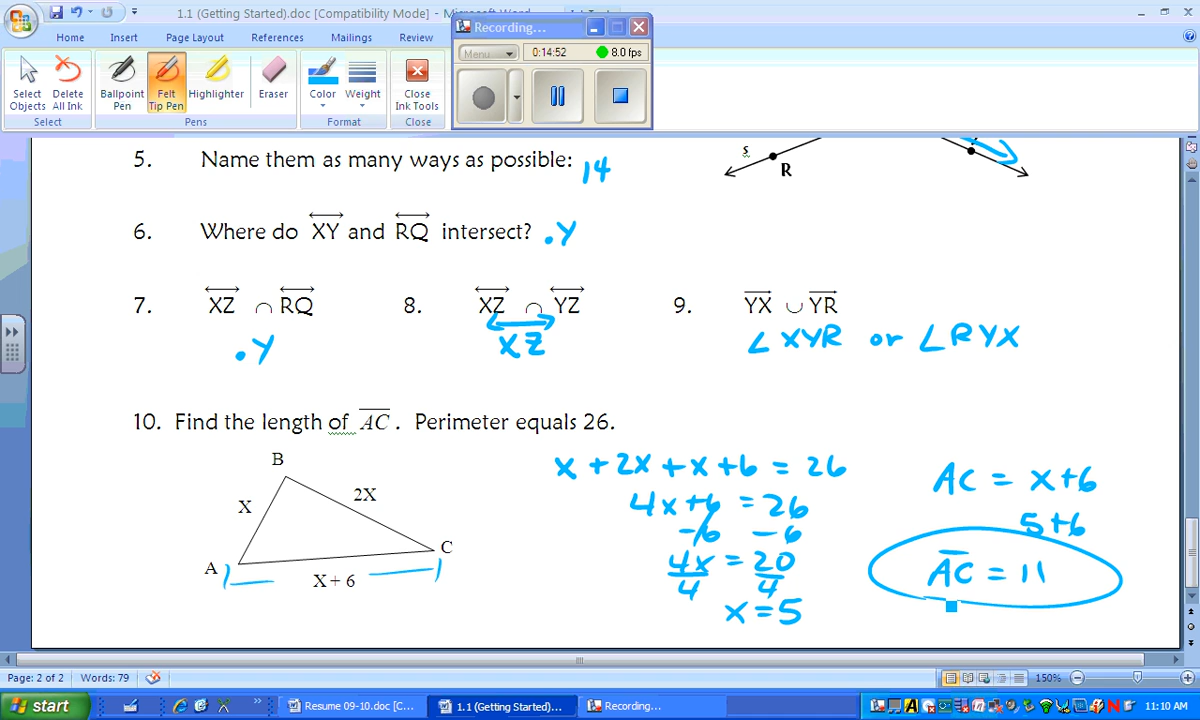 1.1 (Getting Started).doc [Compatibility Mode] - Microsoft Word
Ink Tools
Recording...
Home Insert Page Layout References Mailings Review
Menu 0:14:52 8.0 fps
Select Objects
Delete All Ink
Ballpoint Pen
Felt Tip Pen
Highlighter
Eraser
Color
Weight
Close Ink Tools
Select Pens Format Close
5. Name them as many ways as possible: 14
s
R
6. Where do XY and RQ intersect? .Y
7. XZ ∩ RQ
.Y
8. XZ ∩ YZ
XZ
9. YX ∪ YR
∠XYR or ∠RYX
10. Find the length of AC. Perimeter equals 26.
B
X
2X
A
C
X + 6
x + 2x + x + 6 = 26
4x + 6 = 26
-6 -6
4x = 20
4 4
x = 5
AC = x + 6
5 + 6
AC = 11
Page: 2 of 2 Words: 79 150%
start Resume 09-10.doc [C... 1.1 (Getting Started)... Recording... 11:10 AM